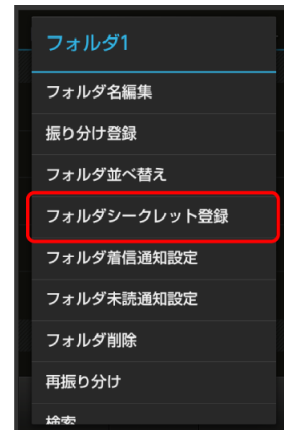 フォルダ1
フォルダ名編集
振り分け登録
フォルダ並べ替え
フォルダシークレット登録
フォルダ着信通知設定
フォルダ未読通知設定
フォルダ削除
再振り分け
検索